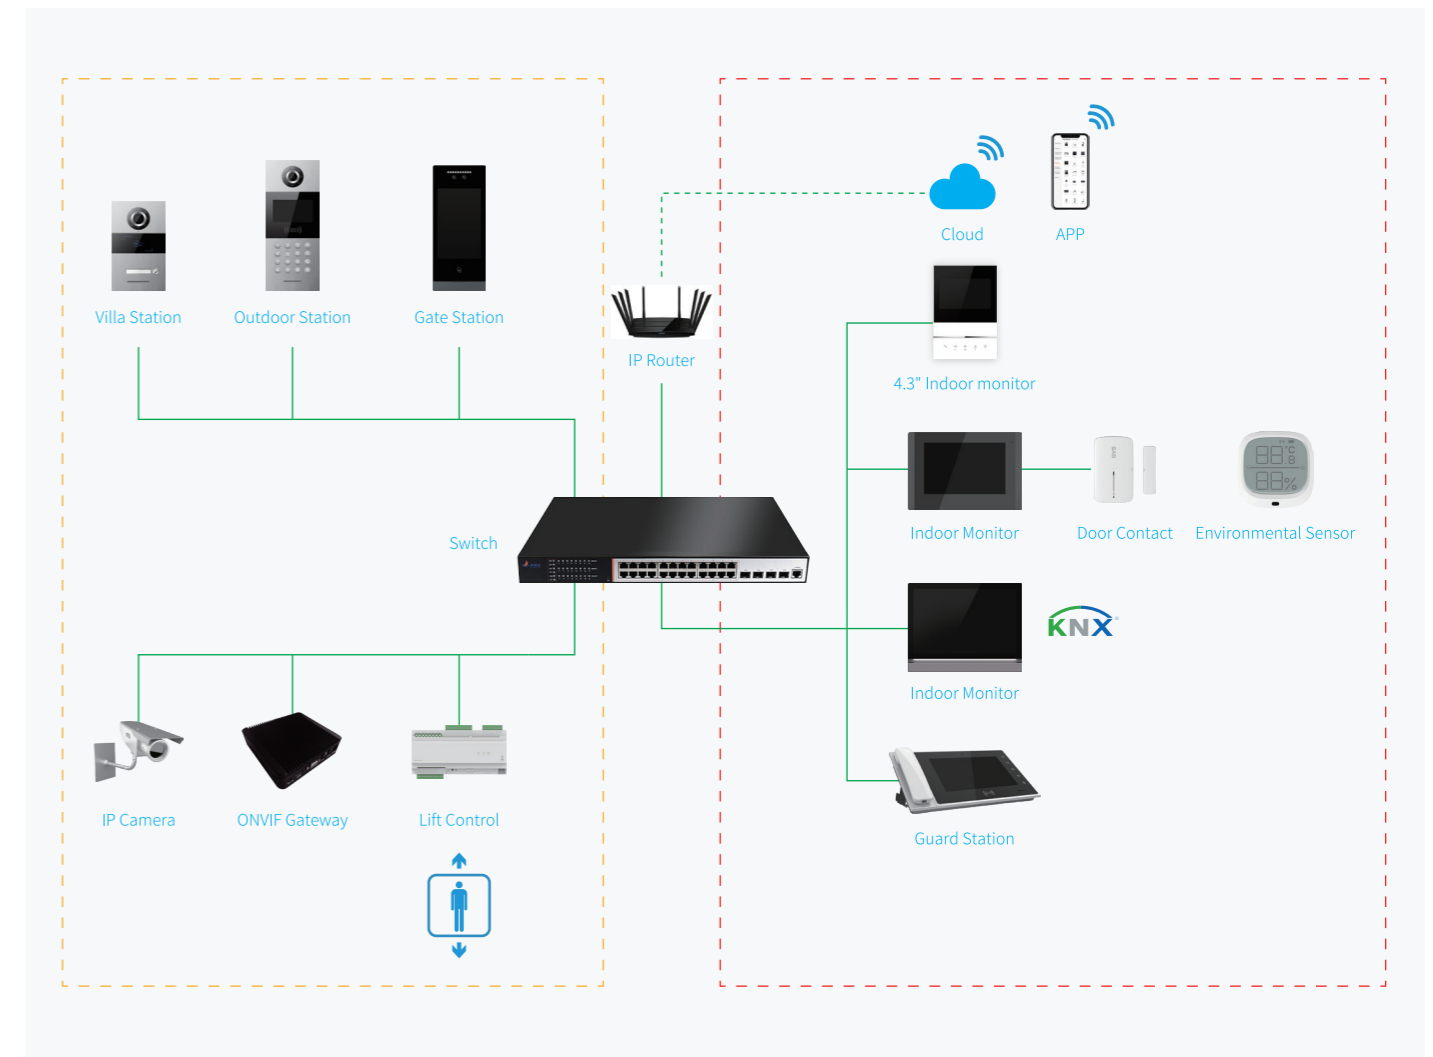 Cloud
APP
Villa Station
Outdoor Station
Gate Station
IP Router
4.3" Indoor monitor
Switch
Indoor Monitor
Door Contact
Environmental Sensor
KNX
Indoor Monitor
IP Camera
ONVIF Gateway
Lift Control
Guard Station